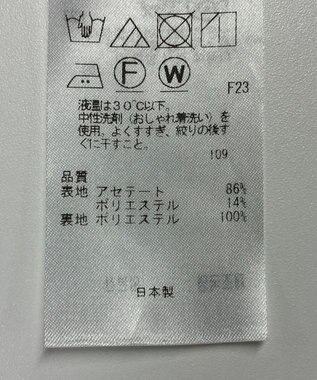 F W
F23
液温は30℃以下。
中性洗剤(おしゃれ着洗い)を
使用。よくすすぎ、絞りの後す
ぐに干すこと。
109
品質
表地 アセテート 86%
ポリエステル 14%
裏地 ポリエステル 100%
日本製